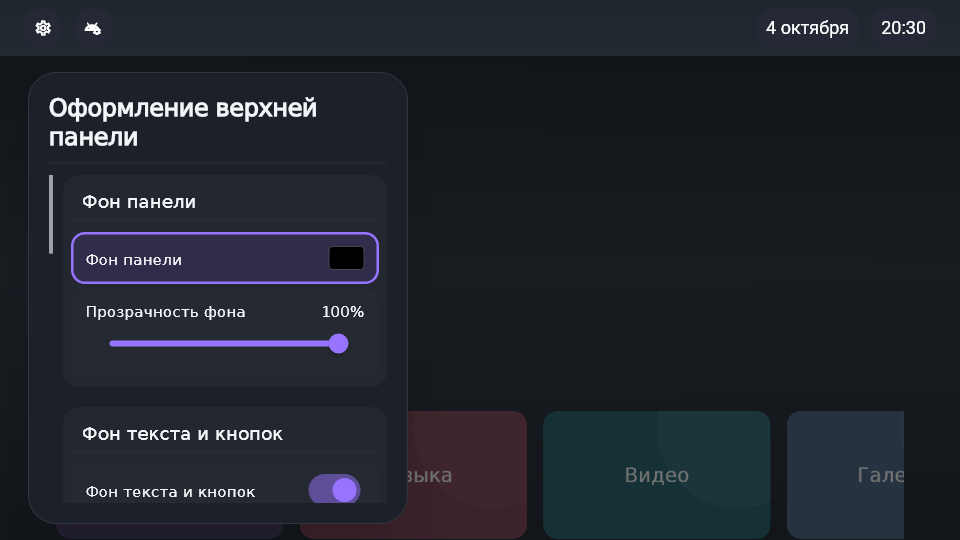 4 октября
20:30
Оформление верхней
панели
Фон панели
Фон панели
Прозрачность фона
100%
Фон текста и кнопок
Фон текста и кнопок
Видео